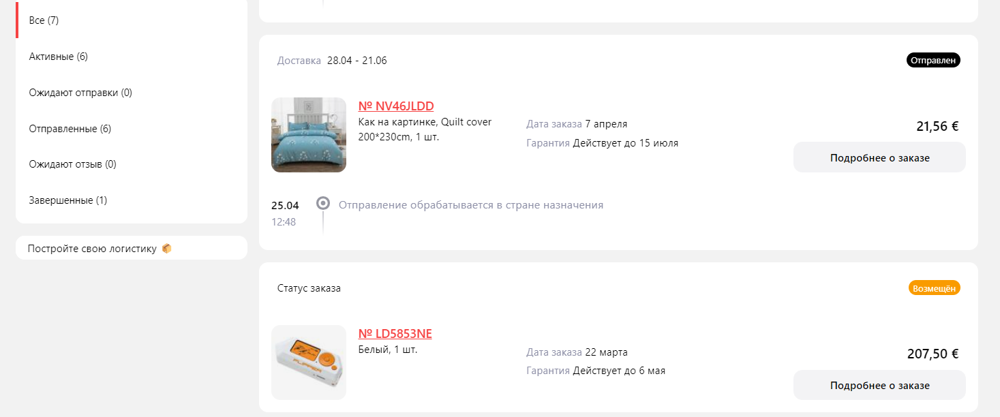 Все (7)
Активные (6)
Ожидают отправки (0)
Отправленные (6)
Ожидают отзыв (0)
Завершенные (1)
Постройте свою логистику
Доставка 28.04 - 21.06
Отправлен
№ NV46JLDD
Как на картинке, Quilt cover
200*230cm, 1 шт.
Дата заказа 7 апреля
Гарантия Действует до 15 июля
21,56 €
Подробнее о заказе
25.04
12:48
Отправление обрабатывается в стране назначения
Статус заказа
Возмещён
№ LD5853NE
Белый, 1 шт.
Дата заказа 22 марта
Гарантия Действует до 6 мая
207,50 €
Подробнее о заказе
FLIPPER